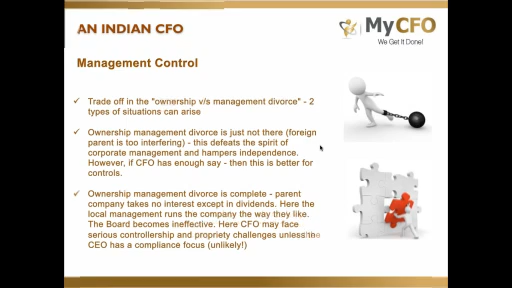 AN INDIAN CFO
MyCFO
We Get It Done!
Management Control
Trade off in the "ownership v/s management divorce" - 2
types of situations can arise
Ownership management divorce is just not there (foreign
parent is too interfering) - this defeats the spirit of
corporate management and hampers independence.
However, if CFO has enough say - then this is better for
controls.
Ownership management divorce is complete - parent
company takes no interest except in dividends. Here the
local management runs the company the way they like.
The Board becomes ineffective. Here CFO may face
serious controllership and propriety challenges unless the
CEO has a compliance focus (unlikely!)